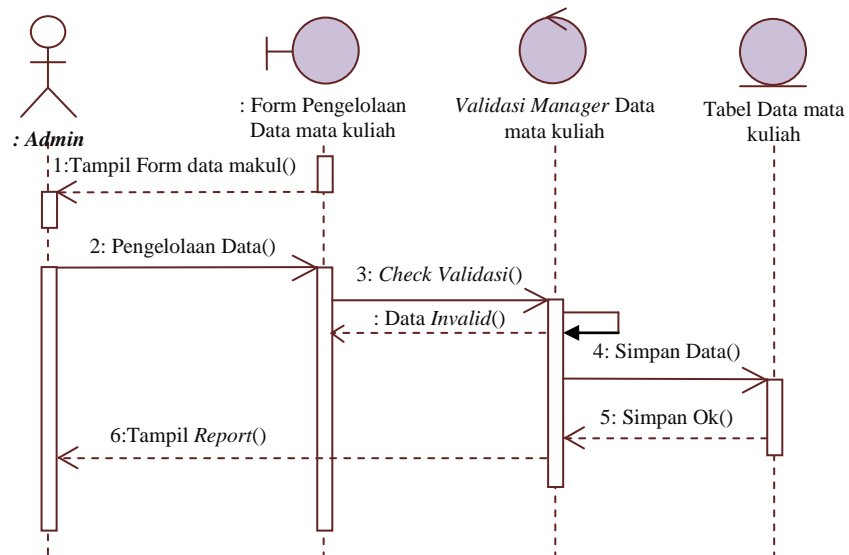 : Admin
: Form Pengelolaan
Data mata kuliah
Validasi Manager Data
mata kuliah
Tabel Data mata
kuliah
1:Tampil Form data makul()
2: Pengelolaan Data()
3: Check Validasi()
: Data Invalid()
4: Simpan Data()
5: Simpan Ok()
6:Tampil Report()